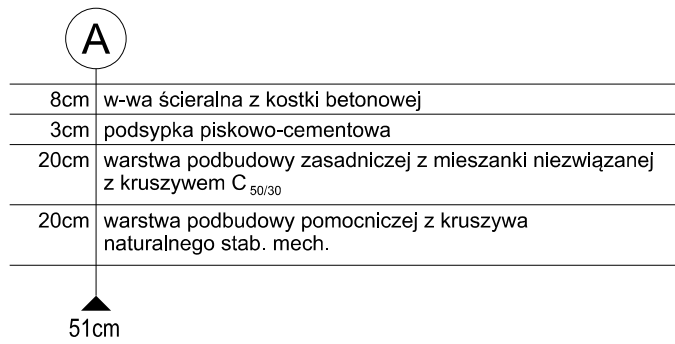 A
8cm w-wa ścieralna z kostki betonowej
3cm podsypka piskowo-cementowa
20cm warstwa podbudowy zasadniczej z mieszanki niezwiązanej
z kruszywem C 50/30
20cm warstwa podbudowy pomocniczej z kruszywa
naturalnego stab. mech.
51cm